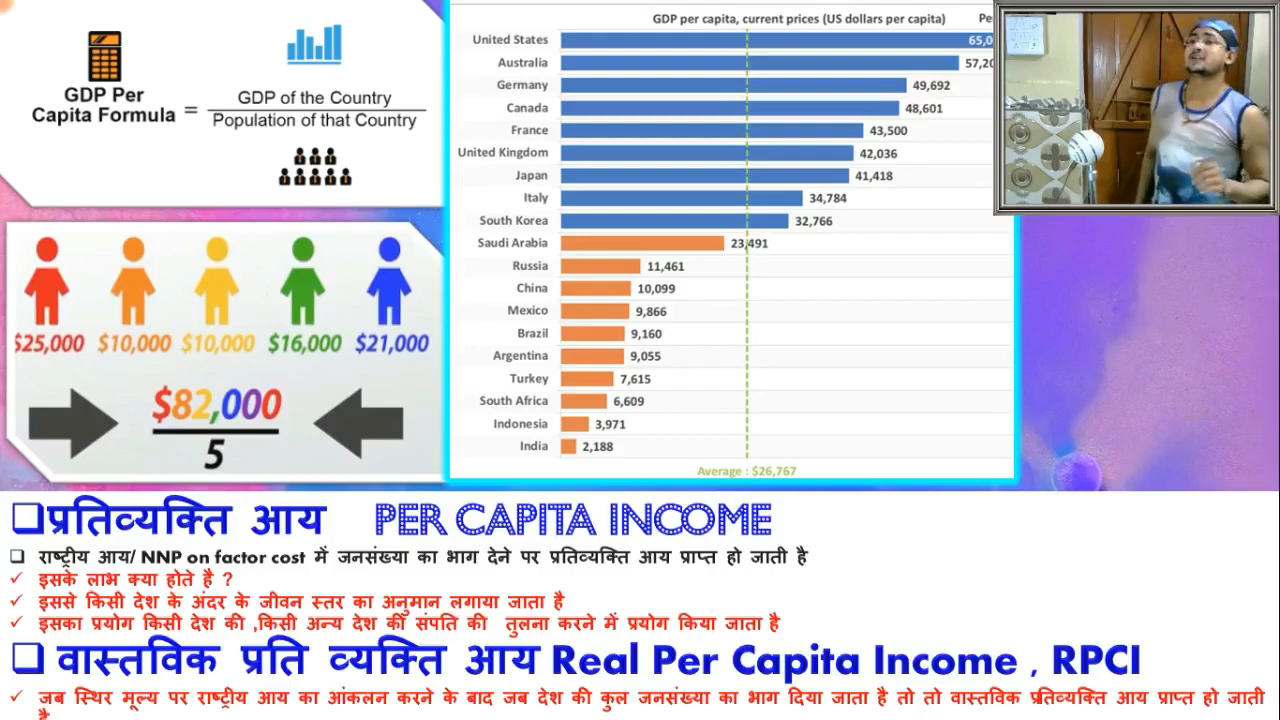 GDP Per
Capita Formula
=
GDP of the Country
Population of that Country
$25,000 $10,000 $10,000 $16,000 $21,000
$82,000
5
GDP per capita, current prices (US dollars per capita)
United States 65,0
Australia 57,20
Germany 49,692
Canada 48,601
France 43,500
United Kingdom 42,036
Japan 41,418
Italy 34,784
South Korea 32,766
Saudi Arabia 23,491
Russia 11,461
China 10,099
Mexico 9,866
Brazil 9,160
Argentina 9,055
Turkey 7,615
South Africa 6,609
Indonesia 3,971
India 2,188
Average : $26,767
प्रतिव्यक्ति आय PER CAPITA INCOME
राष्ट्रीय आय/ NNP on factor cost में जनसंख्या का भाग देने पर प्रतिव्यक्ति आय प्राप्त हो जाती है
इसके लाभ क्या होते है ?
इससे किसी देश के अंदर के जीवन स्तर का अनुमान लगाया जाता है
इसका प्रयोग किसी देश की ,किसी अन्य देश की संपति की तुलना करने में प्रयोग किया जाता है
वास्तविक प्रति व्यक्ति आय Real Per Capita Income , RPCI
जब स्थिर मूल्य पर राष्ट्रीय आय का आंकलन करने के बाद जब देश की कुल जनसंख्या का भाग दिया जाता है तो तो वास्तविक प्रतिव्यक्ति आय प्राप्त हो जाती
है